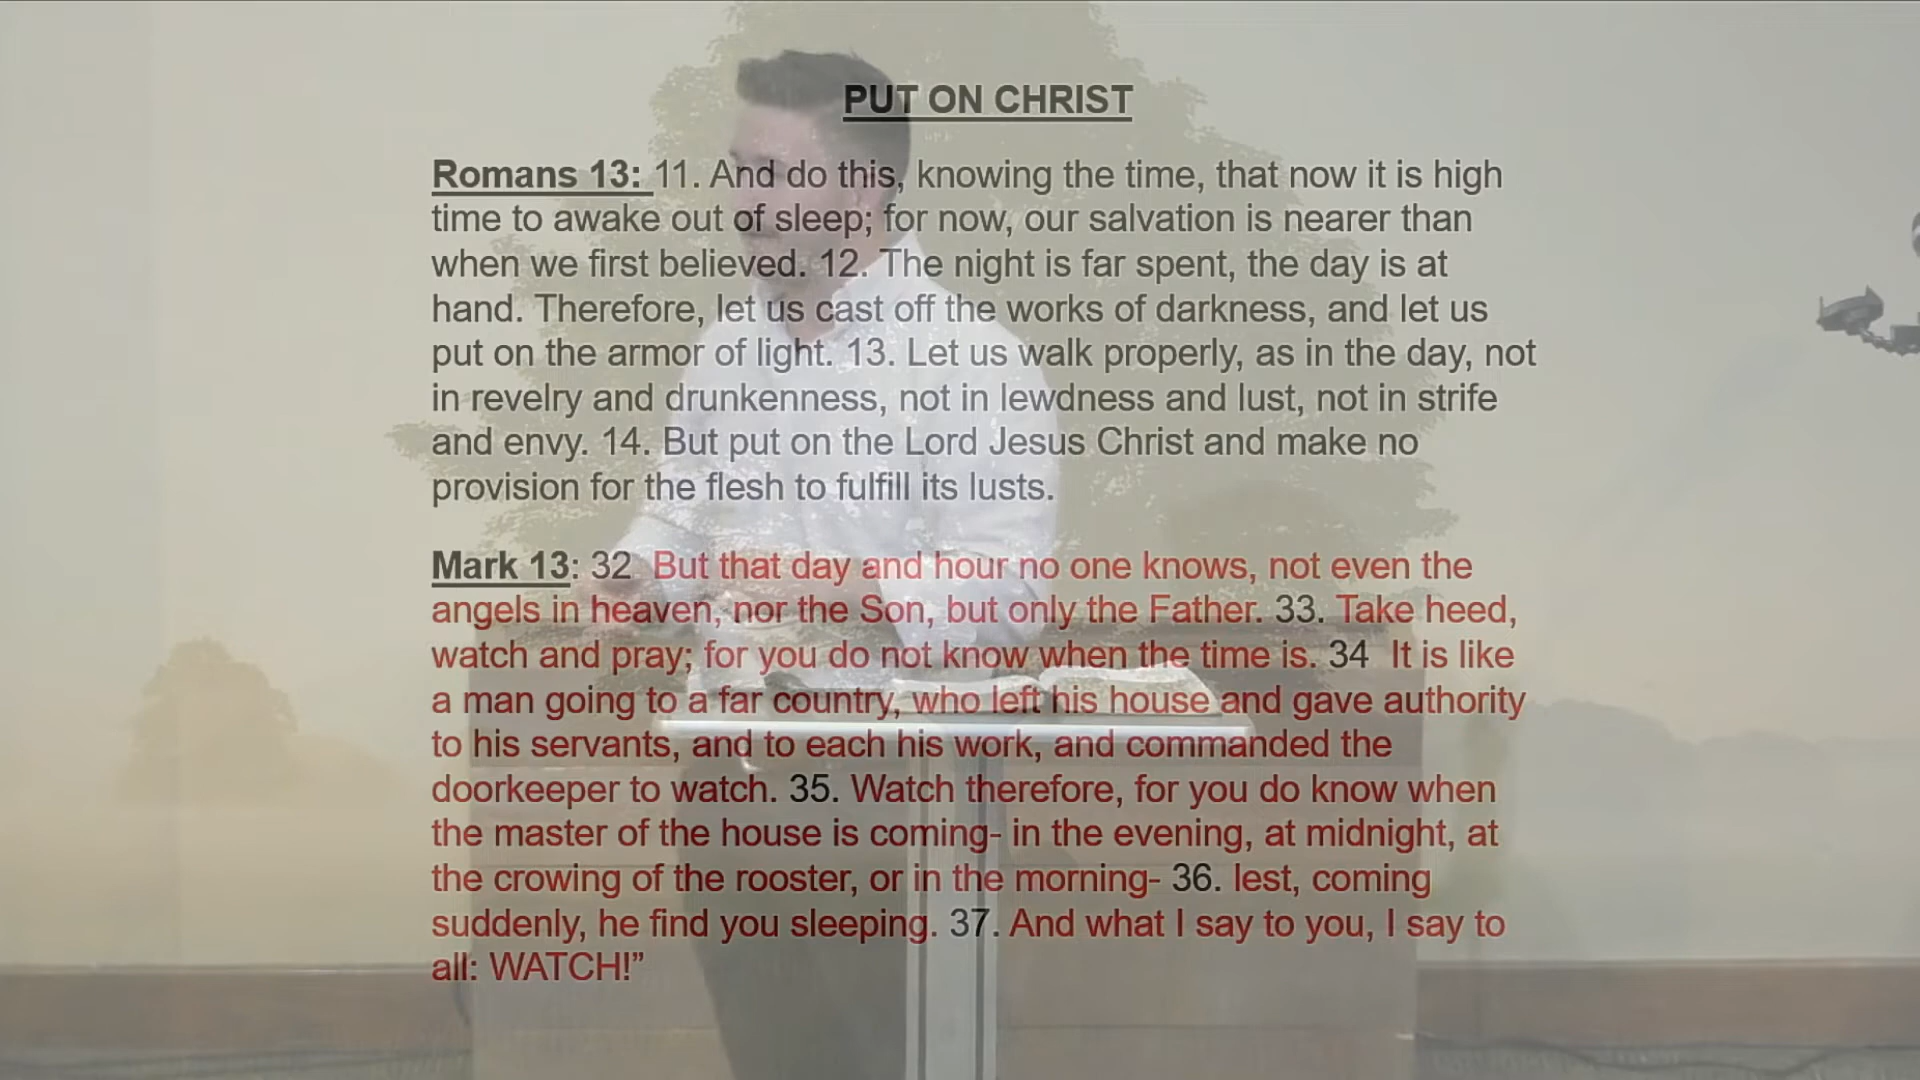 PUT ON CHRIST
Romans 13: 11. And do this, knowing the time, that now it is high
time to awake out of sleep; for now, our salvation is nearer than
when we first believed. 12. The night is far spent, the day is at
hand. Therefore, let us cast off the works of darkness, and let us
put on the armor of light. 13. Let us walk properly, as in the day, not
in revelry and drunkenness, not in lewdness and lust, not in strife
and envy. 14. But put on the Lord Jesus Christ and make no
provision for the flesh to fulfill its lusts.
Mark 13: 32 But that day and hour no one knows, not even the
angels in heaven, nor the Son, but only the Father. 33. Take heed,
watch and pray; for you do not know when the time is. 34 It is like
a man going to a far country, who left his house and gave authority
to his servants, and to each his work, and commanded the
doorkeeper to watch. 35. Watch therefore, for you do know when
the master of the house is coming- in the evening, at midnight, at
the crowing of the rooster, or in the morning- 36. lest, coming
suddenly, he find you sleeping. 37. And what I say to you, I say to
all: WATCH!”